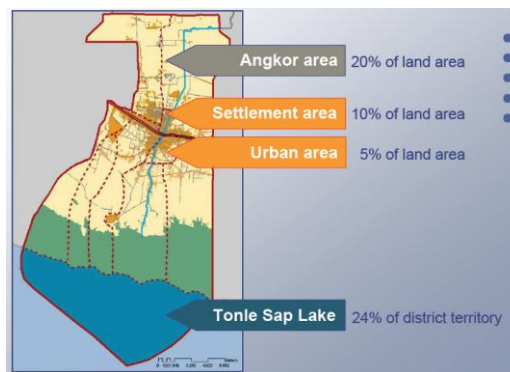 Angkor area 20% of land area
Settlement area 10% of land area
Urban area 5% of land area
Tonle Sap Lake 24% of district territory